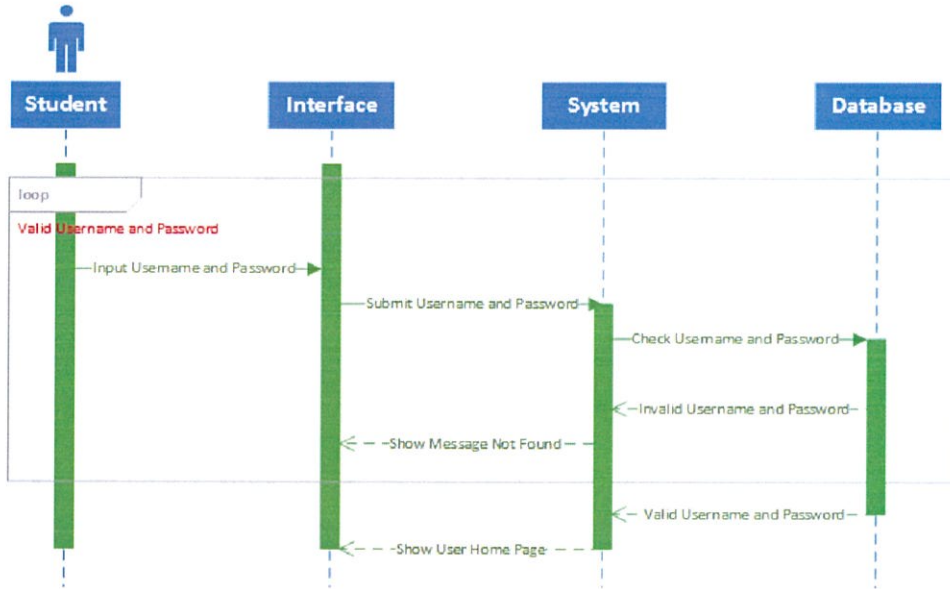 Student
Interface
System
Database
loop
Valid Username and Password
Input Username and Password
Submit Username and Password
Check Username and Password
Invalid Username and Password
Show Message Not Found
Valid Username and Password
Show User Home Page